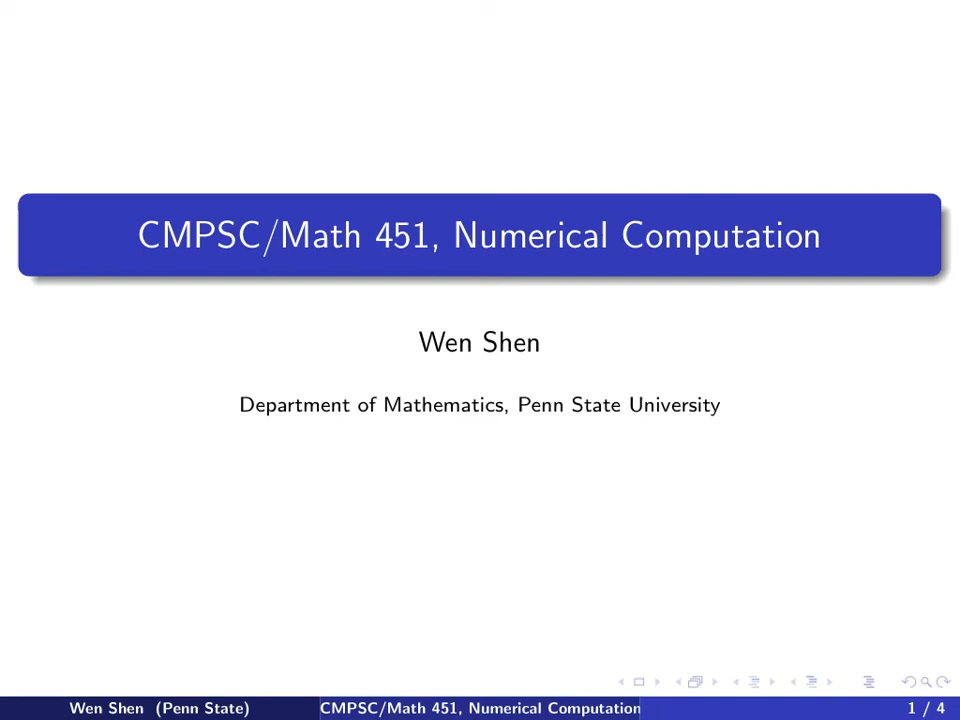 CMPSC/Math 451, Numerical Computation
Wen Shen
Department of Mathematics, Penn State University
Wen Shen (Penn State)
CMPSC/Math 451, Numerical Computation
1 / 4